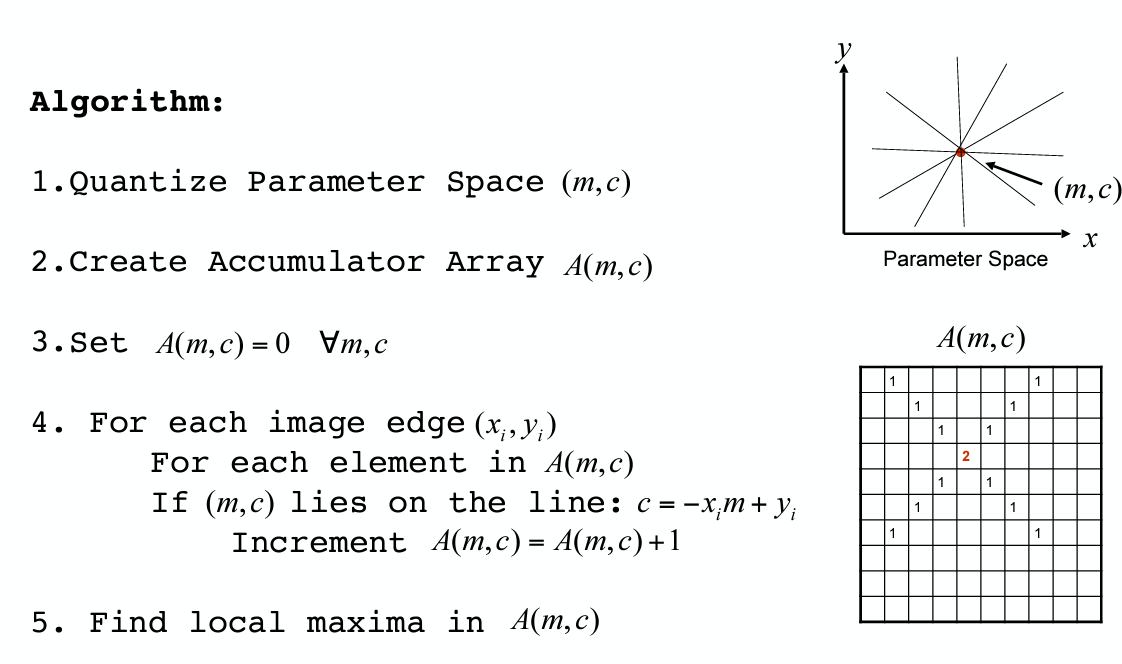 Algorithm:
1.Quantize Parameter Space (m,c)
2.Create Accumulator Array A(m,c)
3.Set A(m,c) = 0 ∀m,c
4. For each image edge (xᵢ, yᵢ)
For each element in A(m,c)
If (m,c) lies on the line: c = −xᵢm + yᵢ
Increment A(m,c) = A(m,c) +1
5. Find local maxima in A(m,c)
y
(m,c)
x
Parameter Space
A(m,c)
1 1
1 1
1 1
2
1 1
1 1
1 1